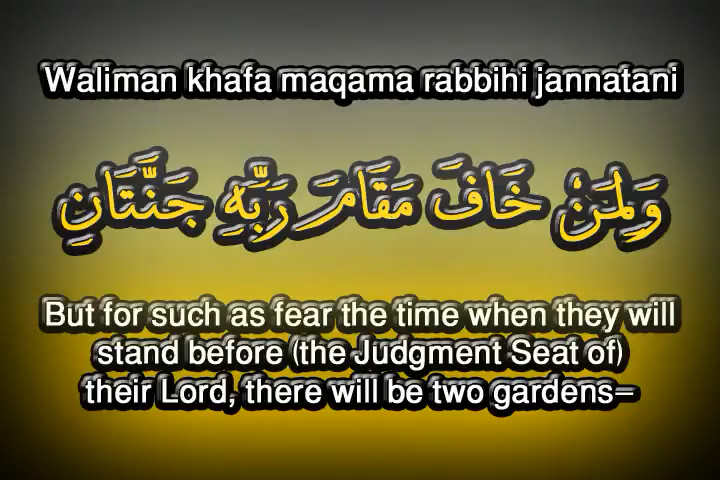 Waliman khafa maqama rabbihi jannatani
وَلِمَنْ خَافَ مَقَامَ رَبِّهِ جَنَّتَانِ
But for such as fear the time when they will
stand before (the Judgment Seat of)
their Lord, there will be two gardens–